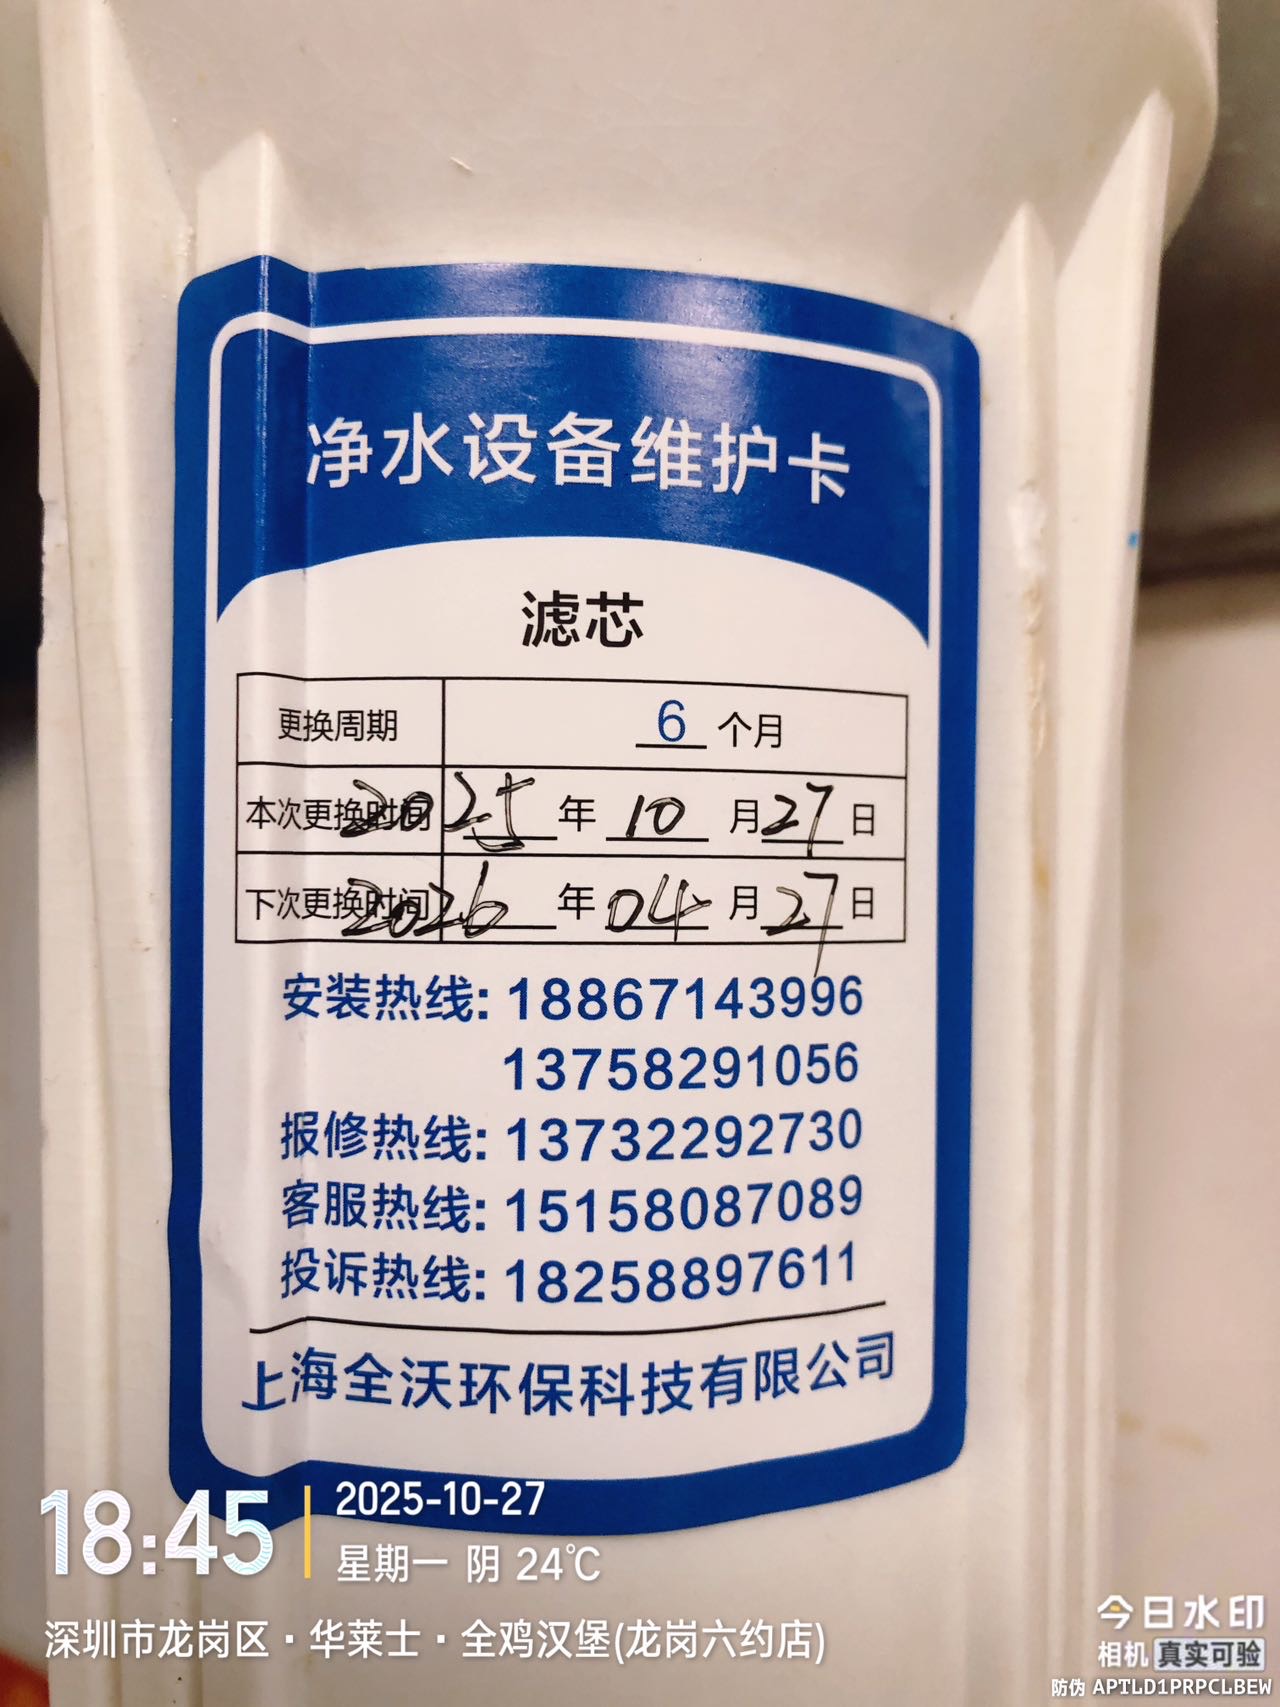 净水设备维护卡
滤芯
更换周期 6 个月
本次更换时间 2025 年 10 月 27 日
下次更换时间 2026 年 04 月 27 日
安装热线: 18867143996
13758291056
报修热线: 13732292730
客服热线: 15158087089
投诉热线: 18258897611
上海全沃环保科技有限公司
18:45
2025-10-27
星期一 阴 24℃
深圳市龙岗区·华莱士·全鸡汉堡(龙岗六约店)
今日水印
相机 真实可验
防伪 APTLD1PRPCLBEW